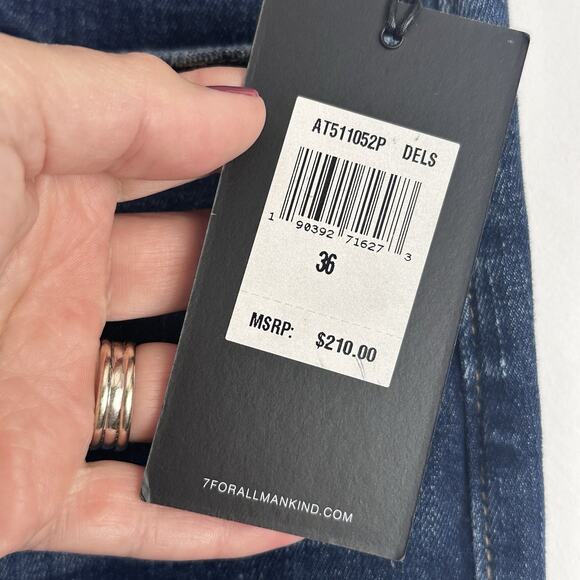 AT511052P DELS
1 90392 71627 3
36
MSRP: $210.00
7FORALLMANKIND.COM